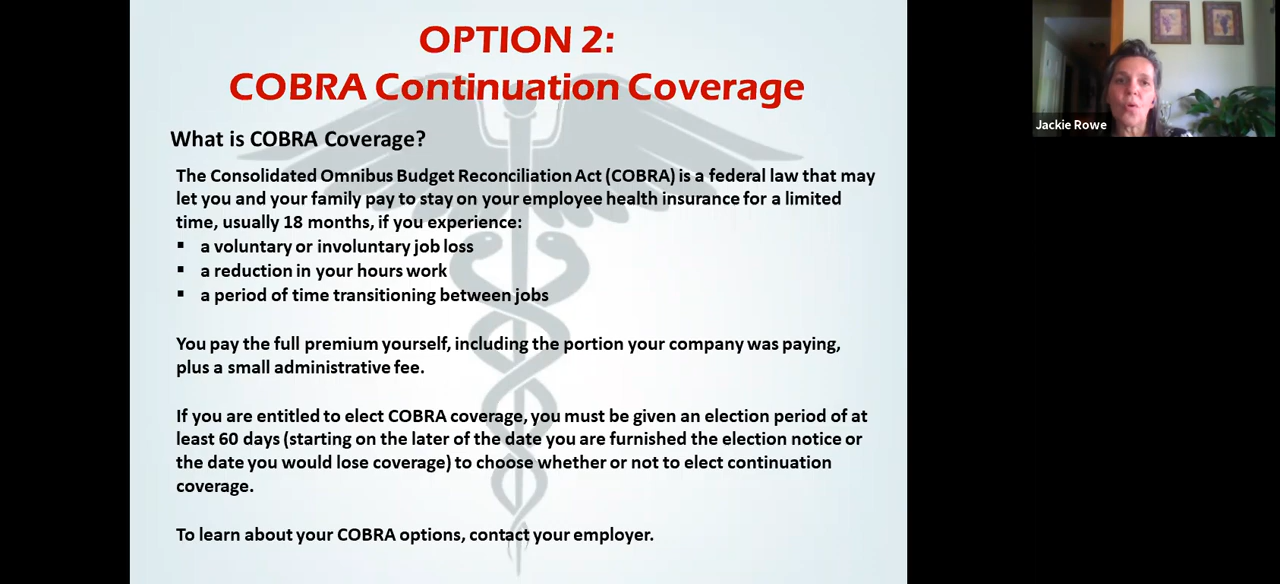 OPTION 2:
COBRA Continuation Coverage
What is COBRA Coverage?
The Consolidated Omnibus Budget Reconciliation Act (COBRA) is a federal law that may
let you and your family pay to stay on your employee health insurance for a limited
time, usually 18 months, if you experience:
▪ a voluntary or involuntary job loss
▪ a reduction in your hours work
▪ a period of time transitioning between jobs
You pay the full premium yourself, including the portion your company was paying,
plus a small administrative fee.
If you are entitled to elect COBRA coverage, you must be given an election period of at
least 60 days (starting on the later of the date you are furnished the election notice or
the date you would lose coverage) to choose whether or not to elect continuation
coverage.
To learn about your COBRA options, contact your employer.
Jackie Rowe